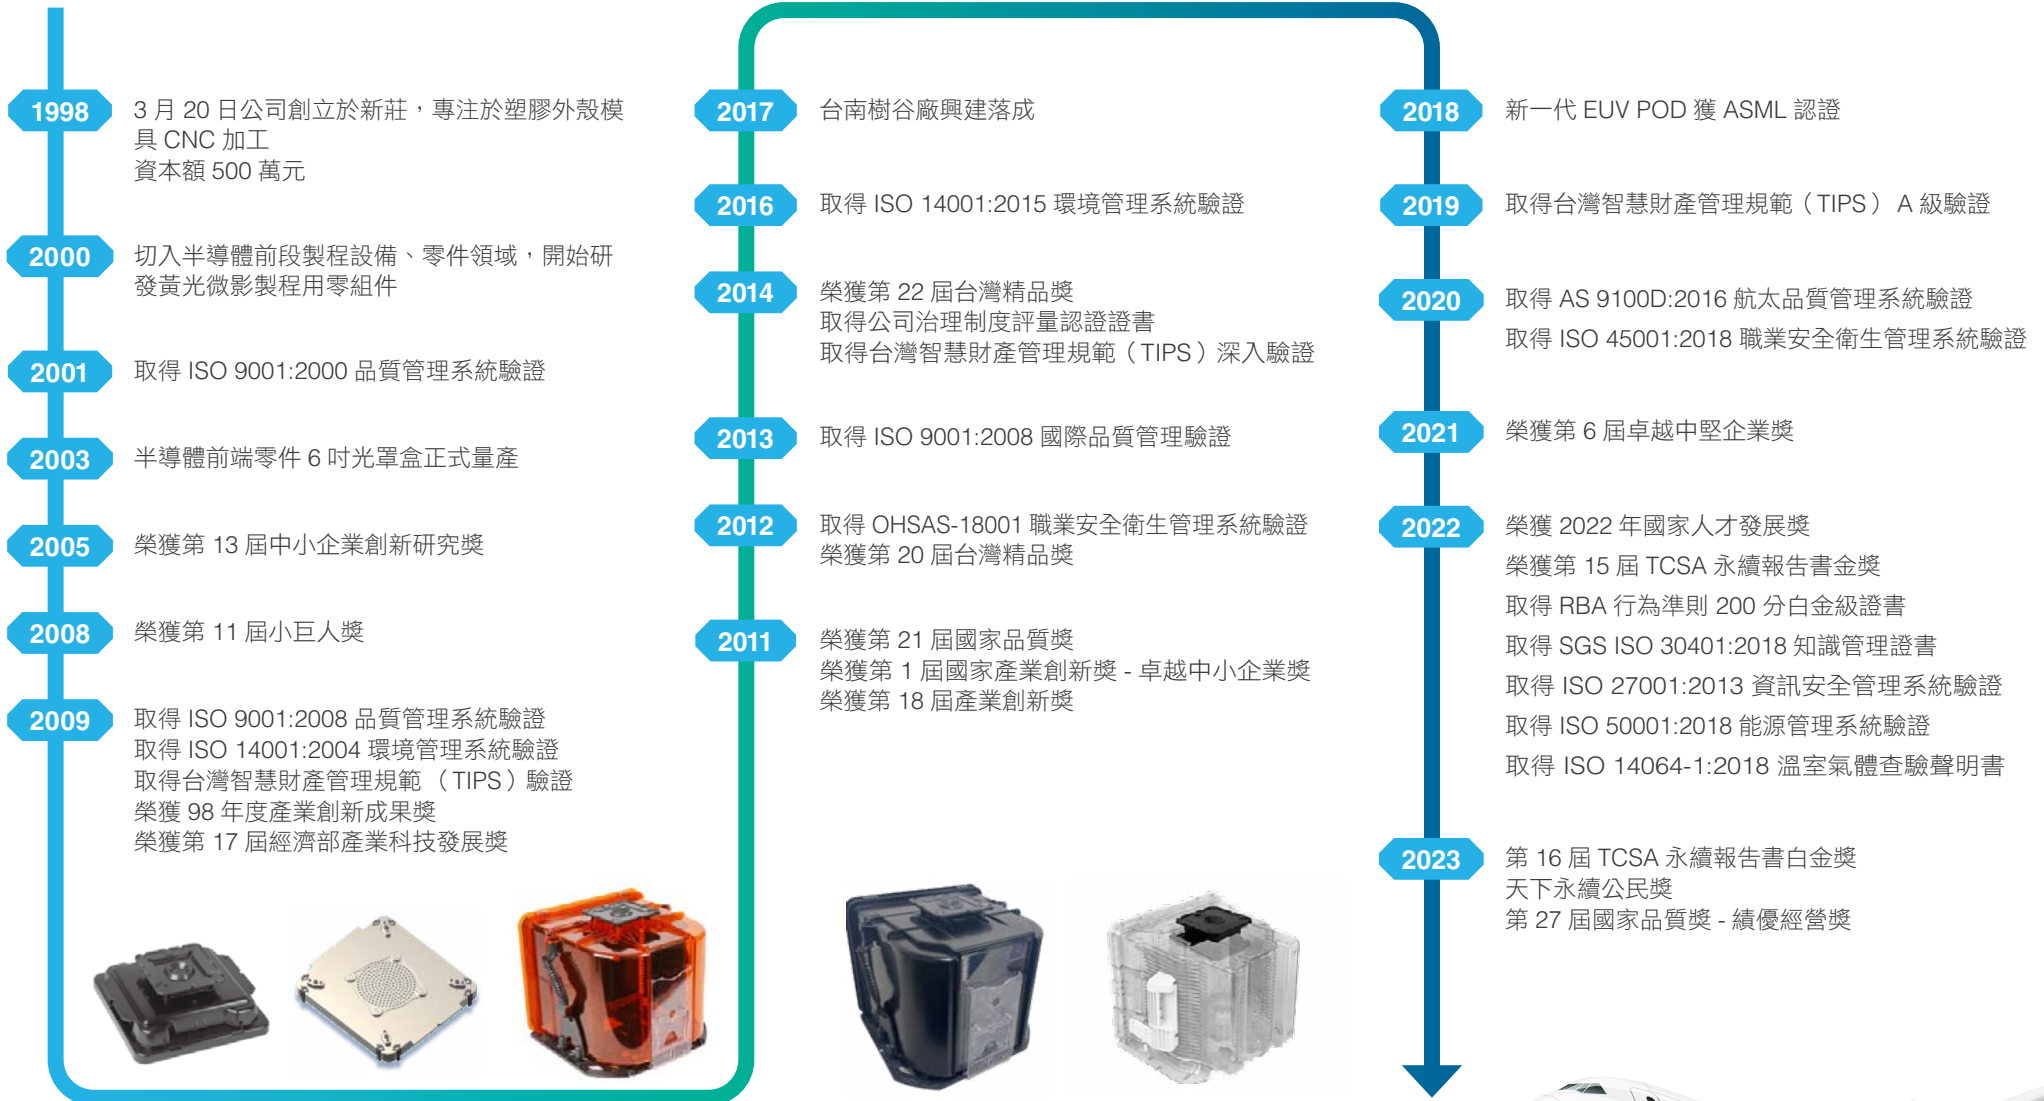 1998
3 月 20 日公司創立於新莊，專注於塑膠外殼模
具 CNC 加工
資本額 500 萬元
2000
切入半導體前段製程設備、零件領域，開始研
發黃光微影製程用零組件
2001
取得 ISO 9001:2000 品質管理系統驗證
2003
半導體前端零件 6 吋光罩盒正式量產
2005
榮獲第 13 屆中小企業創新研究獎
2008
榮獲第 11 屆小巨人獎
2009
取得 ISO 9001:2008 品質管理系統驗證
取得 ISO 14001:2004 環境管理系統驗證
取得台灣智慧財產管理規範 （TIPS）驗證
榮獲 98 年度產業創新成果獎
榮獲第 17 屆經濟部產業科技發展獎
2017
台南樹谷廠興建落成
2016
取得 ISO 14001:2015 環境管理系統驗證
2014
榮獲第 22 屆台灣精品獎
取得公司治理制度評量認證證書
取得台灣智慧財產管理規範（TIPS）深入驗證
2013
取得 ISO 9001:2008 國際品質管理驗證
2012
取得 OHSAS-18001 職業安全衛生管理系統驗證
榮獲第 20 屆台灣精品獎
2011
榮獲第 21 屆國家品質獎
榮獲第 1 屆國家產業創新獎 - 卓越中小企業獎
榮獲第 18 屆產業創新獎
2018
新一代 EUV POD 獲 ASML 認證
2019
取得台灣智慧財產管理規範（TIPS） A 級驗證
2020
取得 AS 9100D:2016 航太品質管理系統驗證
取得 ISO 45001:2018 職業安全衛生管理系統驗證
2021
榮獲第 6 屆卓越中堅企業獎
2022
榮獲 2022 年國家人才發展獎
榮獲第 15 屆 TCSA 永續報告書金獎
取得 RBA 行為準則 200 分白金級證書
取得 SGS ISO 30401:2018 知識管理證書
取得 ISO 27001:2013 資訊安全管理系統驗證
取得 ISO 50001:2018 能源管理系統驗證
取得 ISO 14064-1:2018 溫室氣體查驗聲明書
2023
第 16 屆 TCSA 永續報告書白金獎
天下永續公民獎
第 27 屆國家品質獎 - 績優經營獎